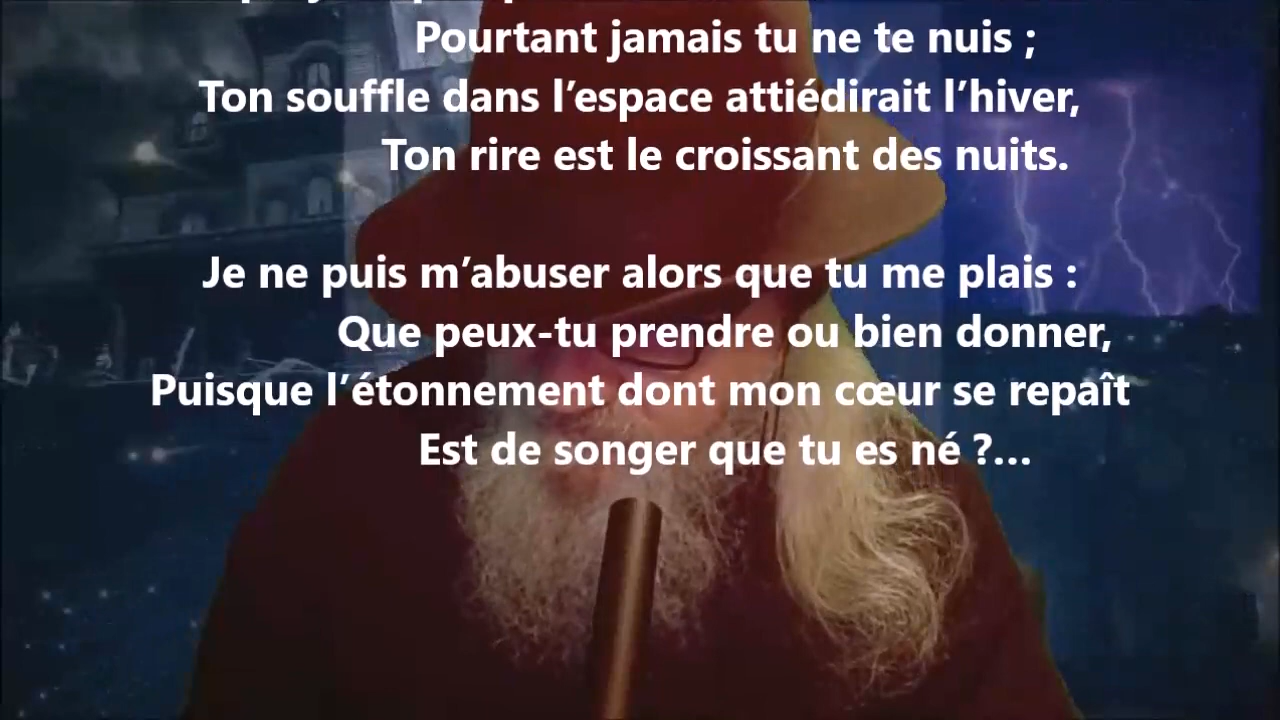 Pourtant jamais tu ne te nuis ;
Ton souffle dans l’espace attiédirait l’hiver,
Ton rire est le croissant des nuits.
Je ne puis m’abuser alors que tu me plais :
Que peux-tu prendre ou bien donner,
Puisque l’étonnement dont mon cœur se repaît
Est de songer que tu es né ?…